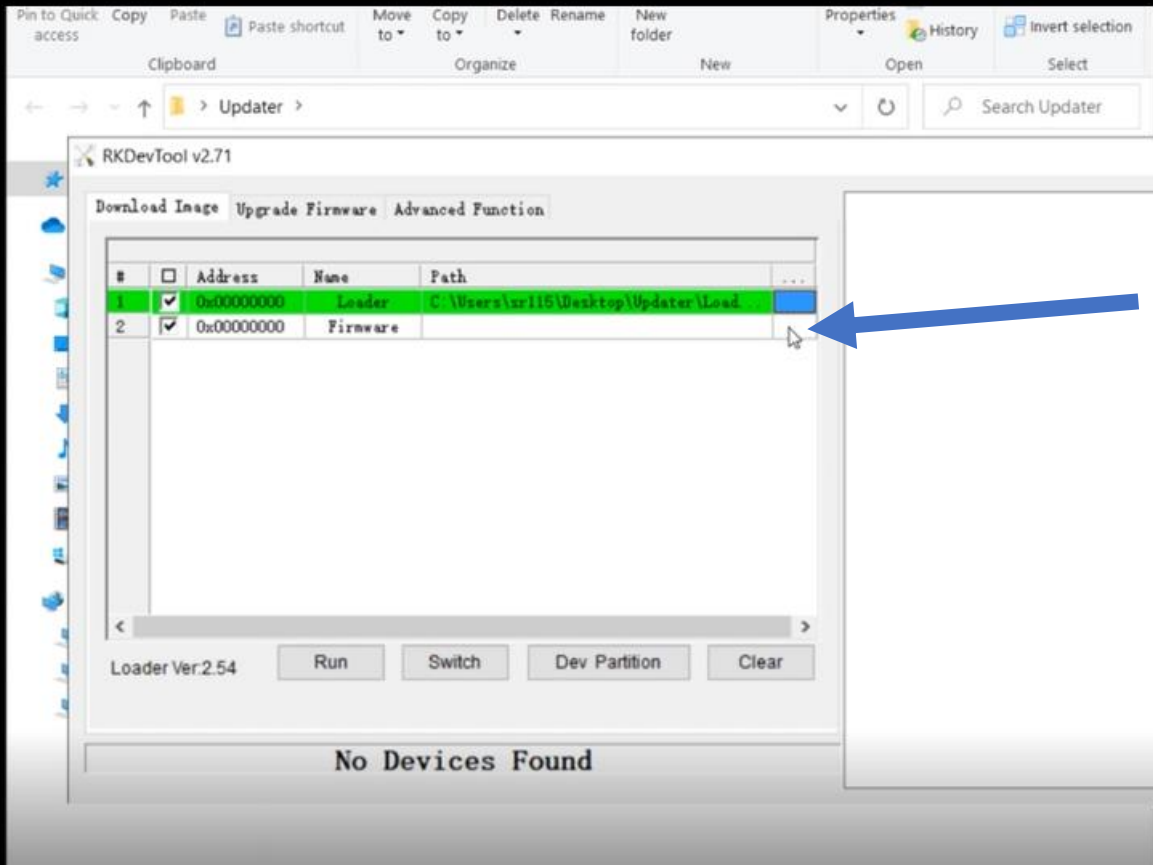 Pin to Quick access
Copy
Paste
Paste shortcut
Move to
Copy to
Delete
Rename
New folder
Properties
History
Invert selection
Clipboard
Organize
New
Open
Select
> Updater >
Search Updater
RKDevTool v2.71
Download Image Upgrade Firmware Advanced Function
# Address Name Path ...
1 0x00000000 Loader C:\Users\srl15\Desktop\Updater\Load...
2 0x00000000 Firmware
Loader Ver:2.54 Run Switch Dev Partition Clear
No Devices Found